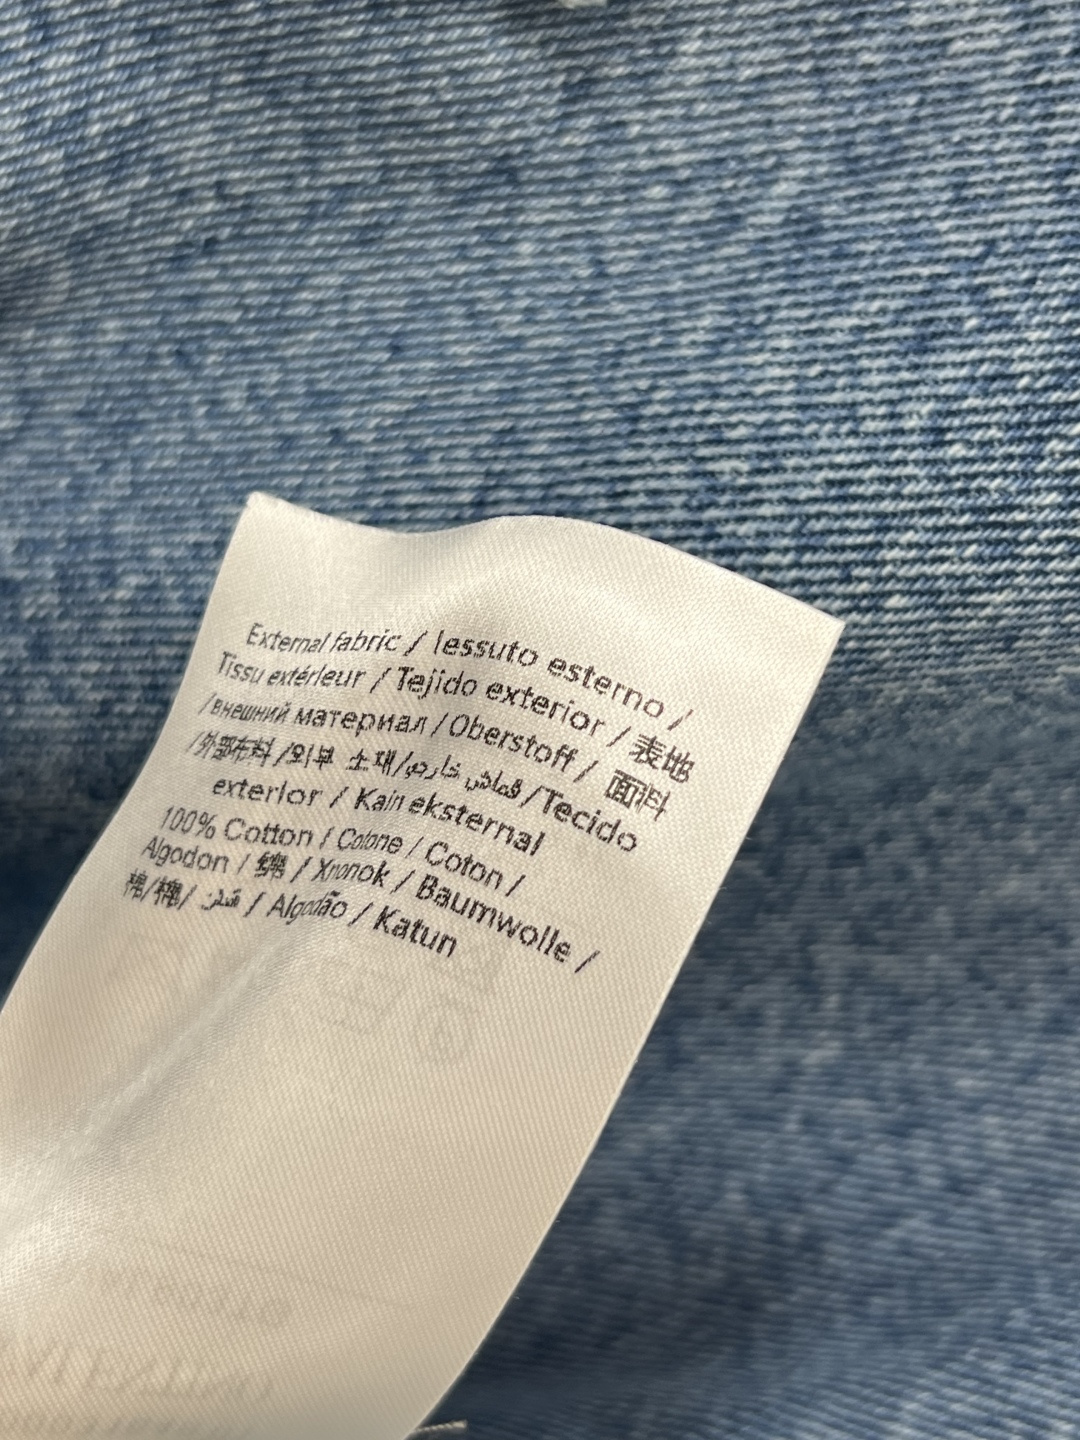 External fabric / Tessuto esterno /
Tissu extérieur / Tejido exterior / 表地
/ внешний материал / Oberstoff / 面料
/外部布料 /외부 소재/قماش خارجي /Tecido
exterior / Kain eksternal
100% Cotton / Cotone / Coton /
Algodon / 綿 / Хлопок / Baumwolle /
棉/棉/ قطن / Algodão / Katun